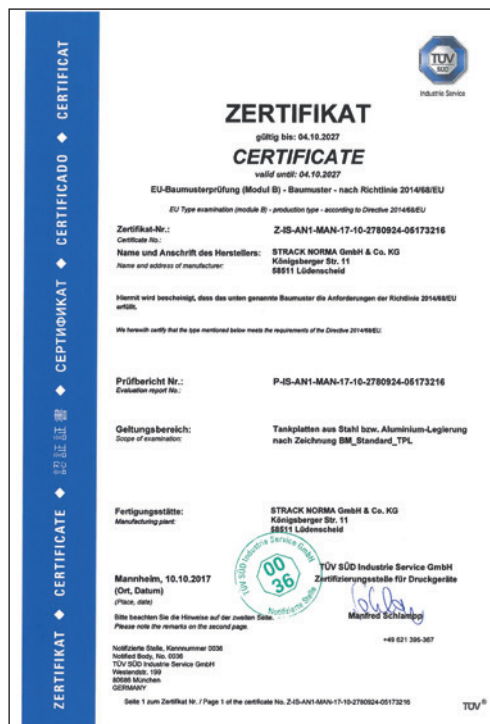 ZERTIFIKAT ◆ CERTIFICATE ◆ 認証証書 ◆ СЕРТИФИКАТ ◆ CERTIFICADO ◆ CERTIFICAT
TÜV
SÜD
Industrie Service
ZERTIFIKAT
gültig bis: 04.10.2027
CERTIFICATE
valid until: 04.10.2027
EU-Baumusterprüfung (Modul B) - Baumuster - nach Richtlinie 2014/68/EU
EU Type examination (module B) - production type - according to Directive 2014/68/EU
Zertifikat-Nr.: Z-IS-AN1-MAN-17-10-2780924-05173216
Certificate No.:
Name und Anschrift des Herstellers: STRACK NORMA GmbH & Co. KG
Name and address of manufacturer: Königsberger Str. 11
58511 Lüdenscheid
Hiermit wird bescheinigt, dass das unten genannte Baumuster die Anforderungen der Richtlinie 2014/68/EU
erfüllt.
We herewith certify that the type mentioned below meets the requirements of the Directive 2014/68/EU.
Prüfbericht Nr.: P-IS-AN1-MAN-17-10-2780924-05173216
Evaluation report No.:
Geltungsbereich: Tankplatten aus Stahl bzw. Aluminium-Legierung
Scope of examination: nach Zeichnung BM_Standard_TPL
Fertigungsstätte: STRACK NORMA GmbH & Co. KG
Manufacturing plant: Königsberger Str. 11
58511 Lüdenscheid
TÜV SÜD Industrie Service GmbH
00
36
Notifizierte Stelle
TÜV SÜD Industrie Service GmbH
Mannheim, 10.10.2017 Zertifizierungsstelle für Druckgeräte
(Ort, Datum)
(Place, date)
Bitte beachten Sie die Hinweise auf der zweiten Seite. Manfred Schlampp
Please note the remarks on the second page.
+49 621 395-367
Notifizierte Stelle, Kennnummer 0036
Notified Body, No. 0036
TÜV SÜD Industrie Service GmbH
Westendstr. 199
80686 München
GERMANY
Seite 1 zum Zertifikat Nr. / Page 1 of the certificate No. Z-IS-AN1-MAN-17-10-2780924-05173216
TÜV®